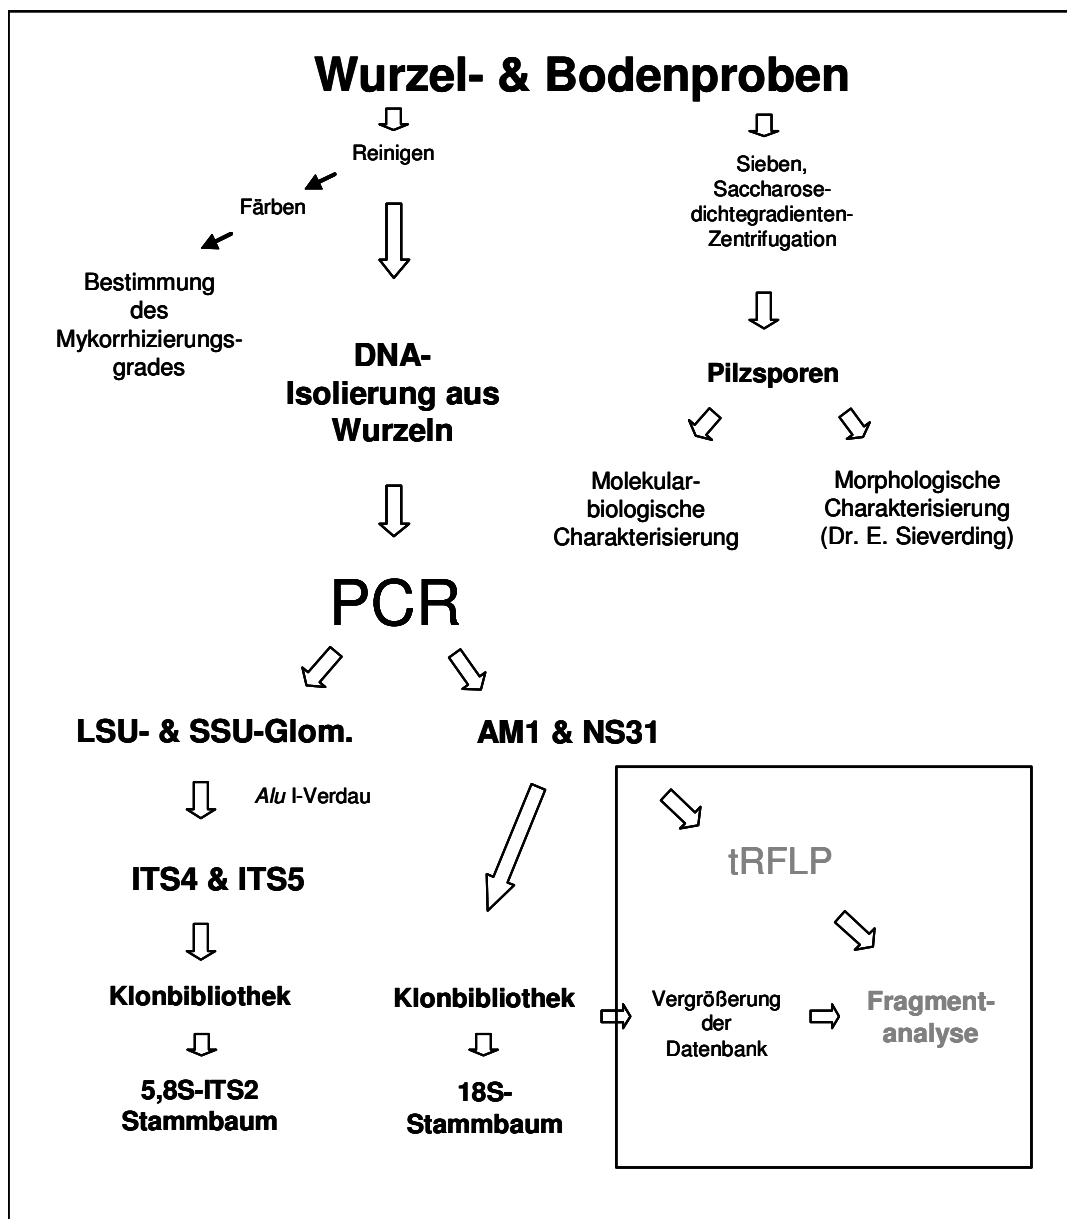 Wurzel- & Bodenproben
Reinigen
Färben
Bestimmung
des
Mykorrhizierungs-
grades
Sieben,
Saccharose-
dichtegradienten-
Zentrifugation
DNA-
Isolierung aus
Wurzeln
Pilzsporen
Molekular-
biologische
Charakterisierung
Morphologische
Charakterisierung
(Dr. E. Sieverding)
PCR
LSU- & SSU-Glom.
AM1 & NS31
Alu I-Verdau
ITS4 & ITS5
tRFLP
Klonbibliothek
Klonbibliothek
Vergrößerung
der
Datenbank
Fragment-
analyse
5,8S-ITS2
Stammbaum
18S-
Stammbaum